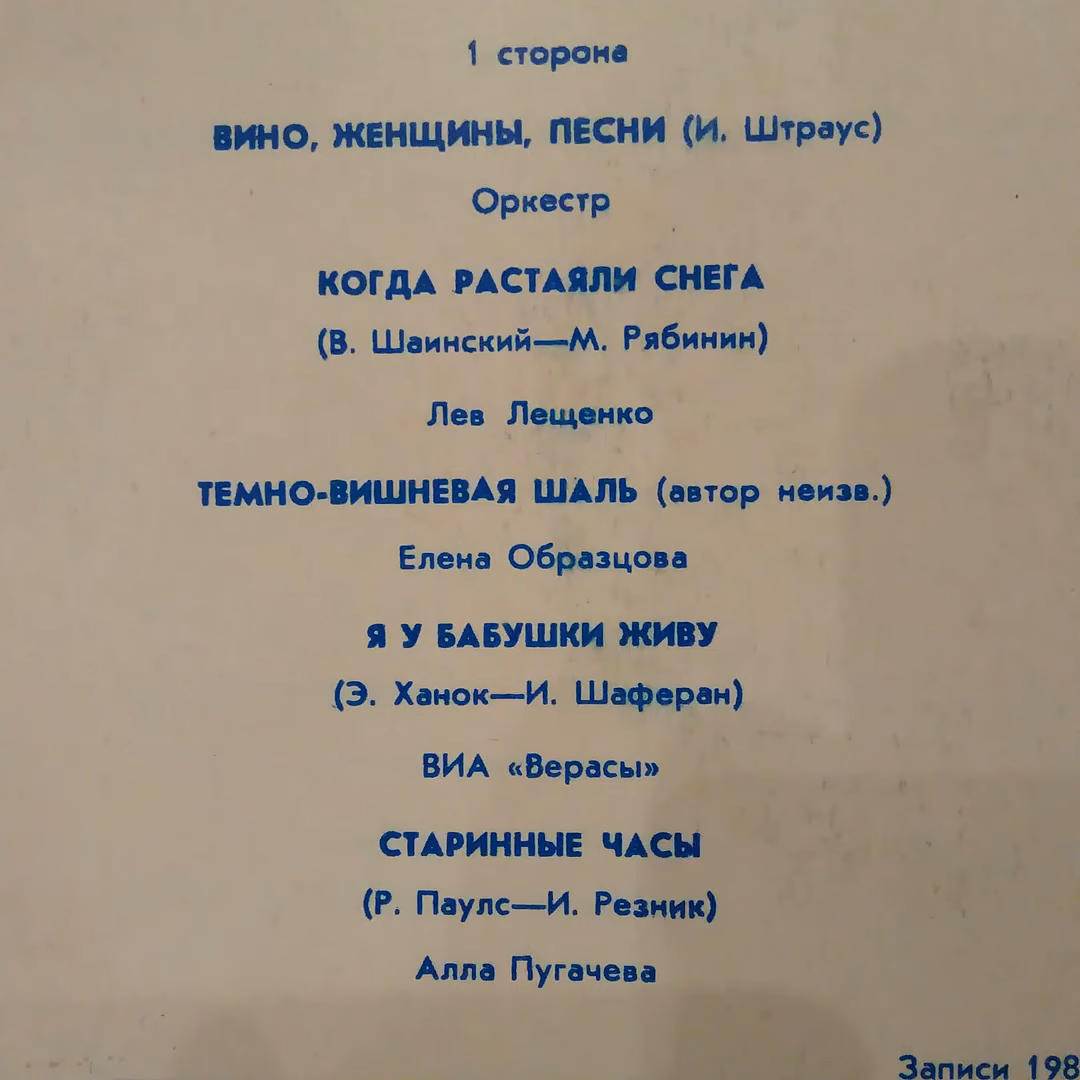 1 сторона
ВИНО, ЖЕНЩИНЫ, ПЕСНИ (И. Штраус)
Оркестр
КОГДА РАСТАЯЛИ СНЕГА
(В. Шаинский—М. Рябинин)
Лев Лещенко
ТЕМНО-ВИШНЕВАЯ ШАЛЬ (автор неизв.)
Елена Образцова
Я У БАБУШКИ ЖИВУ
(Э. Ханок—И. Шаферан)
ВИА «Верасы»
СТАРИННЫЕ ЧАСЫ
(Р. Паулс—И. Резник)
Алла Пугачева
Записи 198